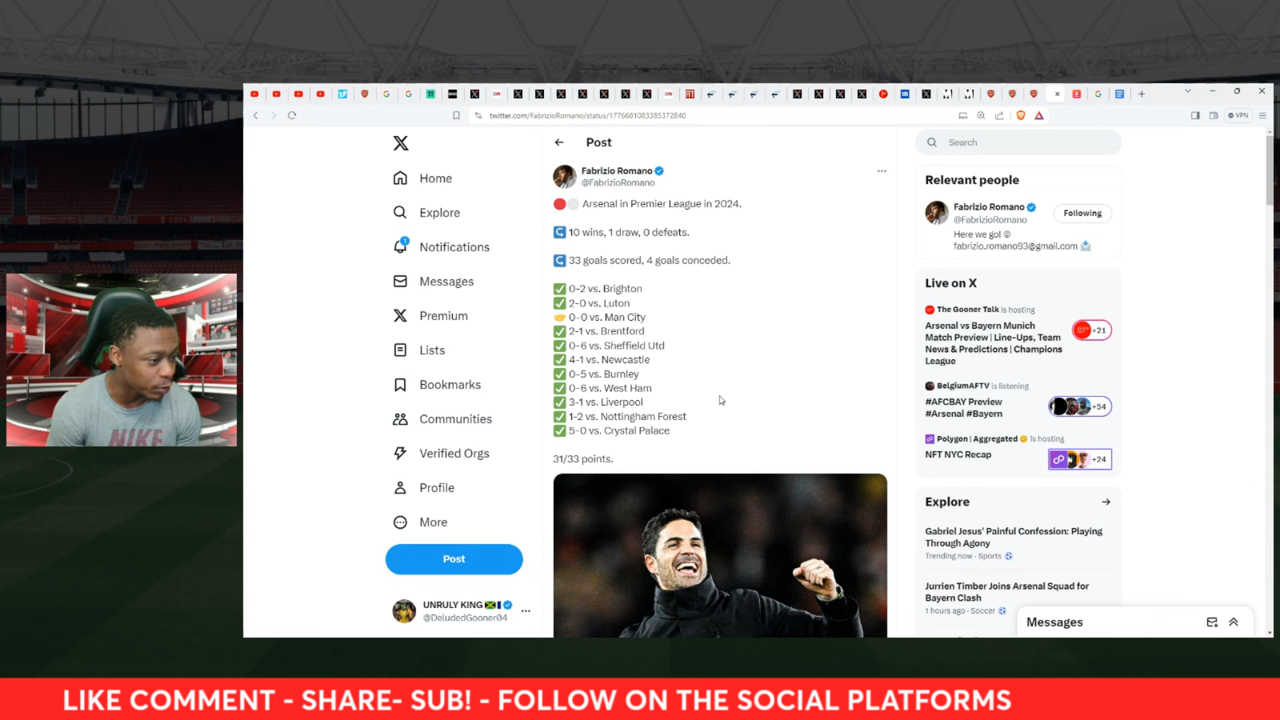 twitter.com/FabrizioRomano/status/1776681083385372840
VPN
Home
Explore
1
Notifications
Messages
Premium
Lists
Bookmarks
Communities
Verified Orgs
Profile
More
Post
UNRULY KING
@DeludedGooner04
Post
Fabrizio Romano
@FabrizioRomano
Arsenal in Premier League in 2024.
10 wins, 1 draw, 0 defeats.
33 goals scored, 4 goals conceded.
0-2 vs. Brighton
2-0 vs. Luton
0-0 vs. Man City
2-1 vs. Brentford
0-6 vs. Sheffield Utd
4-1 vs. Newcastle
0-5 vs. Burnley
0-6 vs. West Ham
3-1 vs. Liverpool
1-2 vs. Nottingham Forest
5-0 vs. Crystal Palace
31/33 points.
Search
Relevant people
Fabrizio Romano
@FabrizioRomano
Following
Here we go! ©
fabrizio.romano93@gmail.com
Live on X
The Gooner Talk is hosting
Arsenal vs Bayern Munich
Match Preview | Line-Ups, Team
News & Predictions | Champions
League
+21
BelgiumAFTV is listening
#AFCBAY Preview
#Arsenal #Bayern
+54
Polygon | Aggregated is hosting
NFT NYC Recap
+24
Explore
Gabriel Jesus' Painful Confession: Playing
Through Agony
Trending now · Sports
Jurrien Timber Joins Arsenal Squad for
Bayern Clash
1 hours ago · Soccer
Messages
NIKE
LIKE COMMENT - SHARE- SUB! - FOLLOW ON THE SOCIAL PLATFORMS